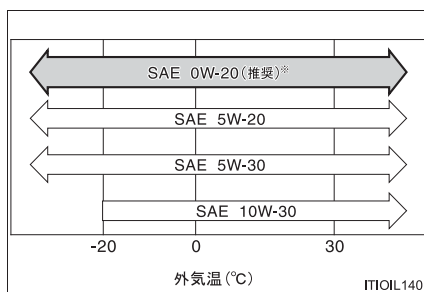 SAE 0W-20(推奨)※
SAE 5W-20
SAE 5W-30
SAE 10W-30
-20 0 30
外気温(℃)
ITIOIL140